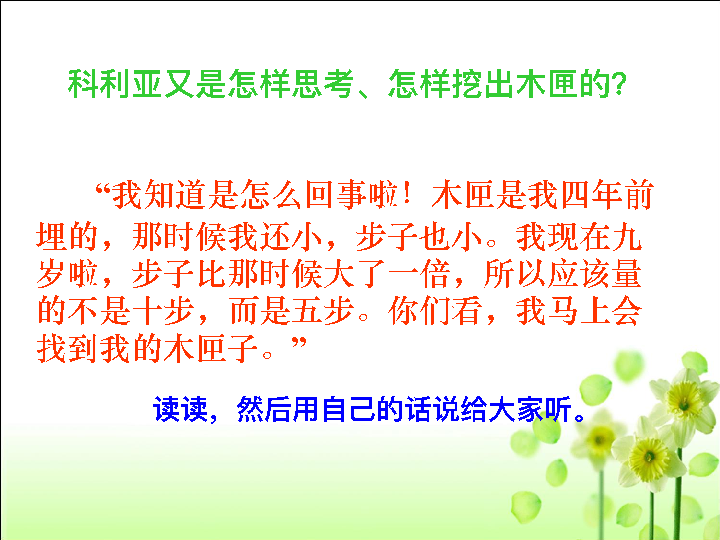 科利亚又是怎样思考、怎样挖出木匣的?
“我知道是怎么回事啦！木匣是我四年前
埋的，那时候我还小，步子也小。我现在九
岁啦，步子比那时候大了一倍，所以应该量
的不是十步，而是五步。你们看，我马上会
找到我的木匣子。”
读读，然后用自己的话说给大家听。